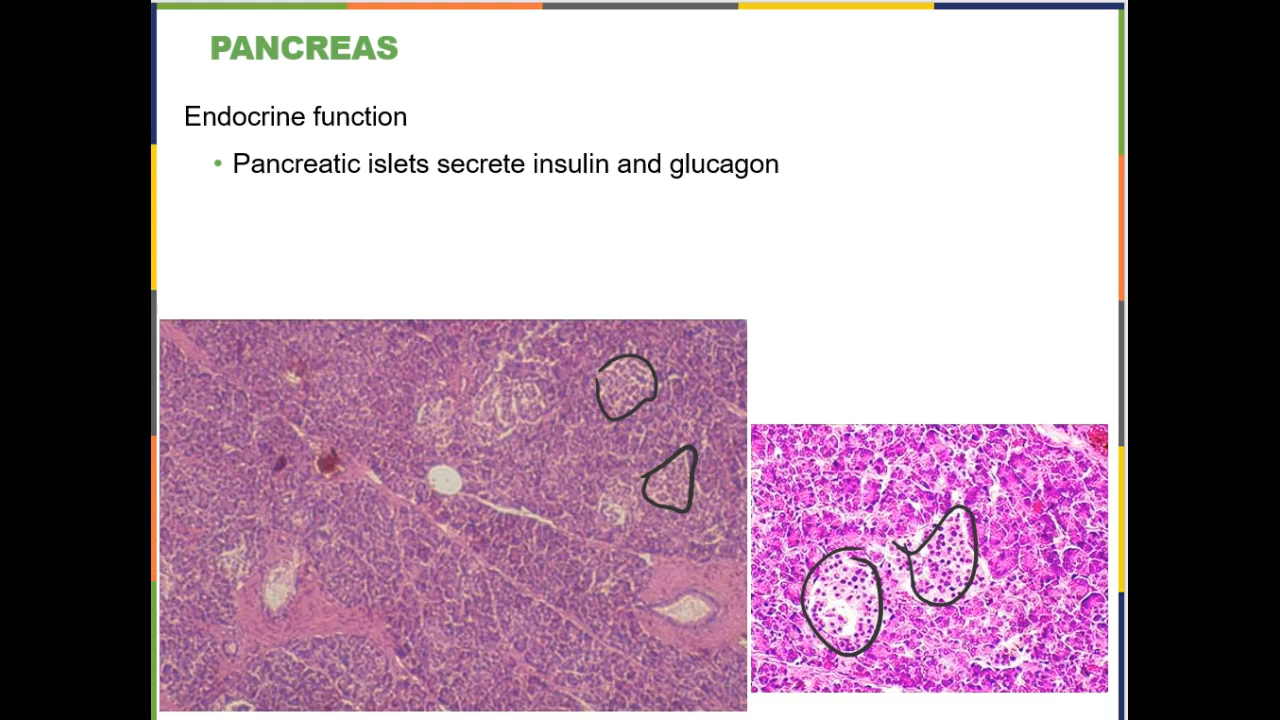 PANCREAS
Endocrine function
• Pancreatic islets secrete insulin and glucagon